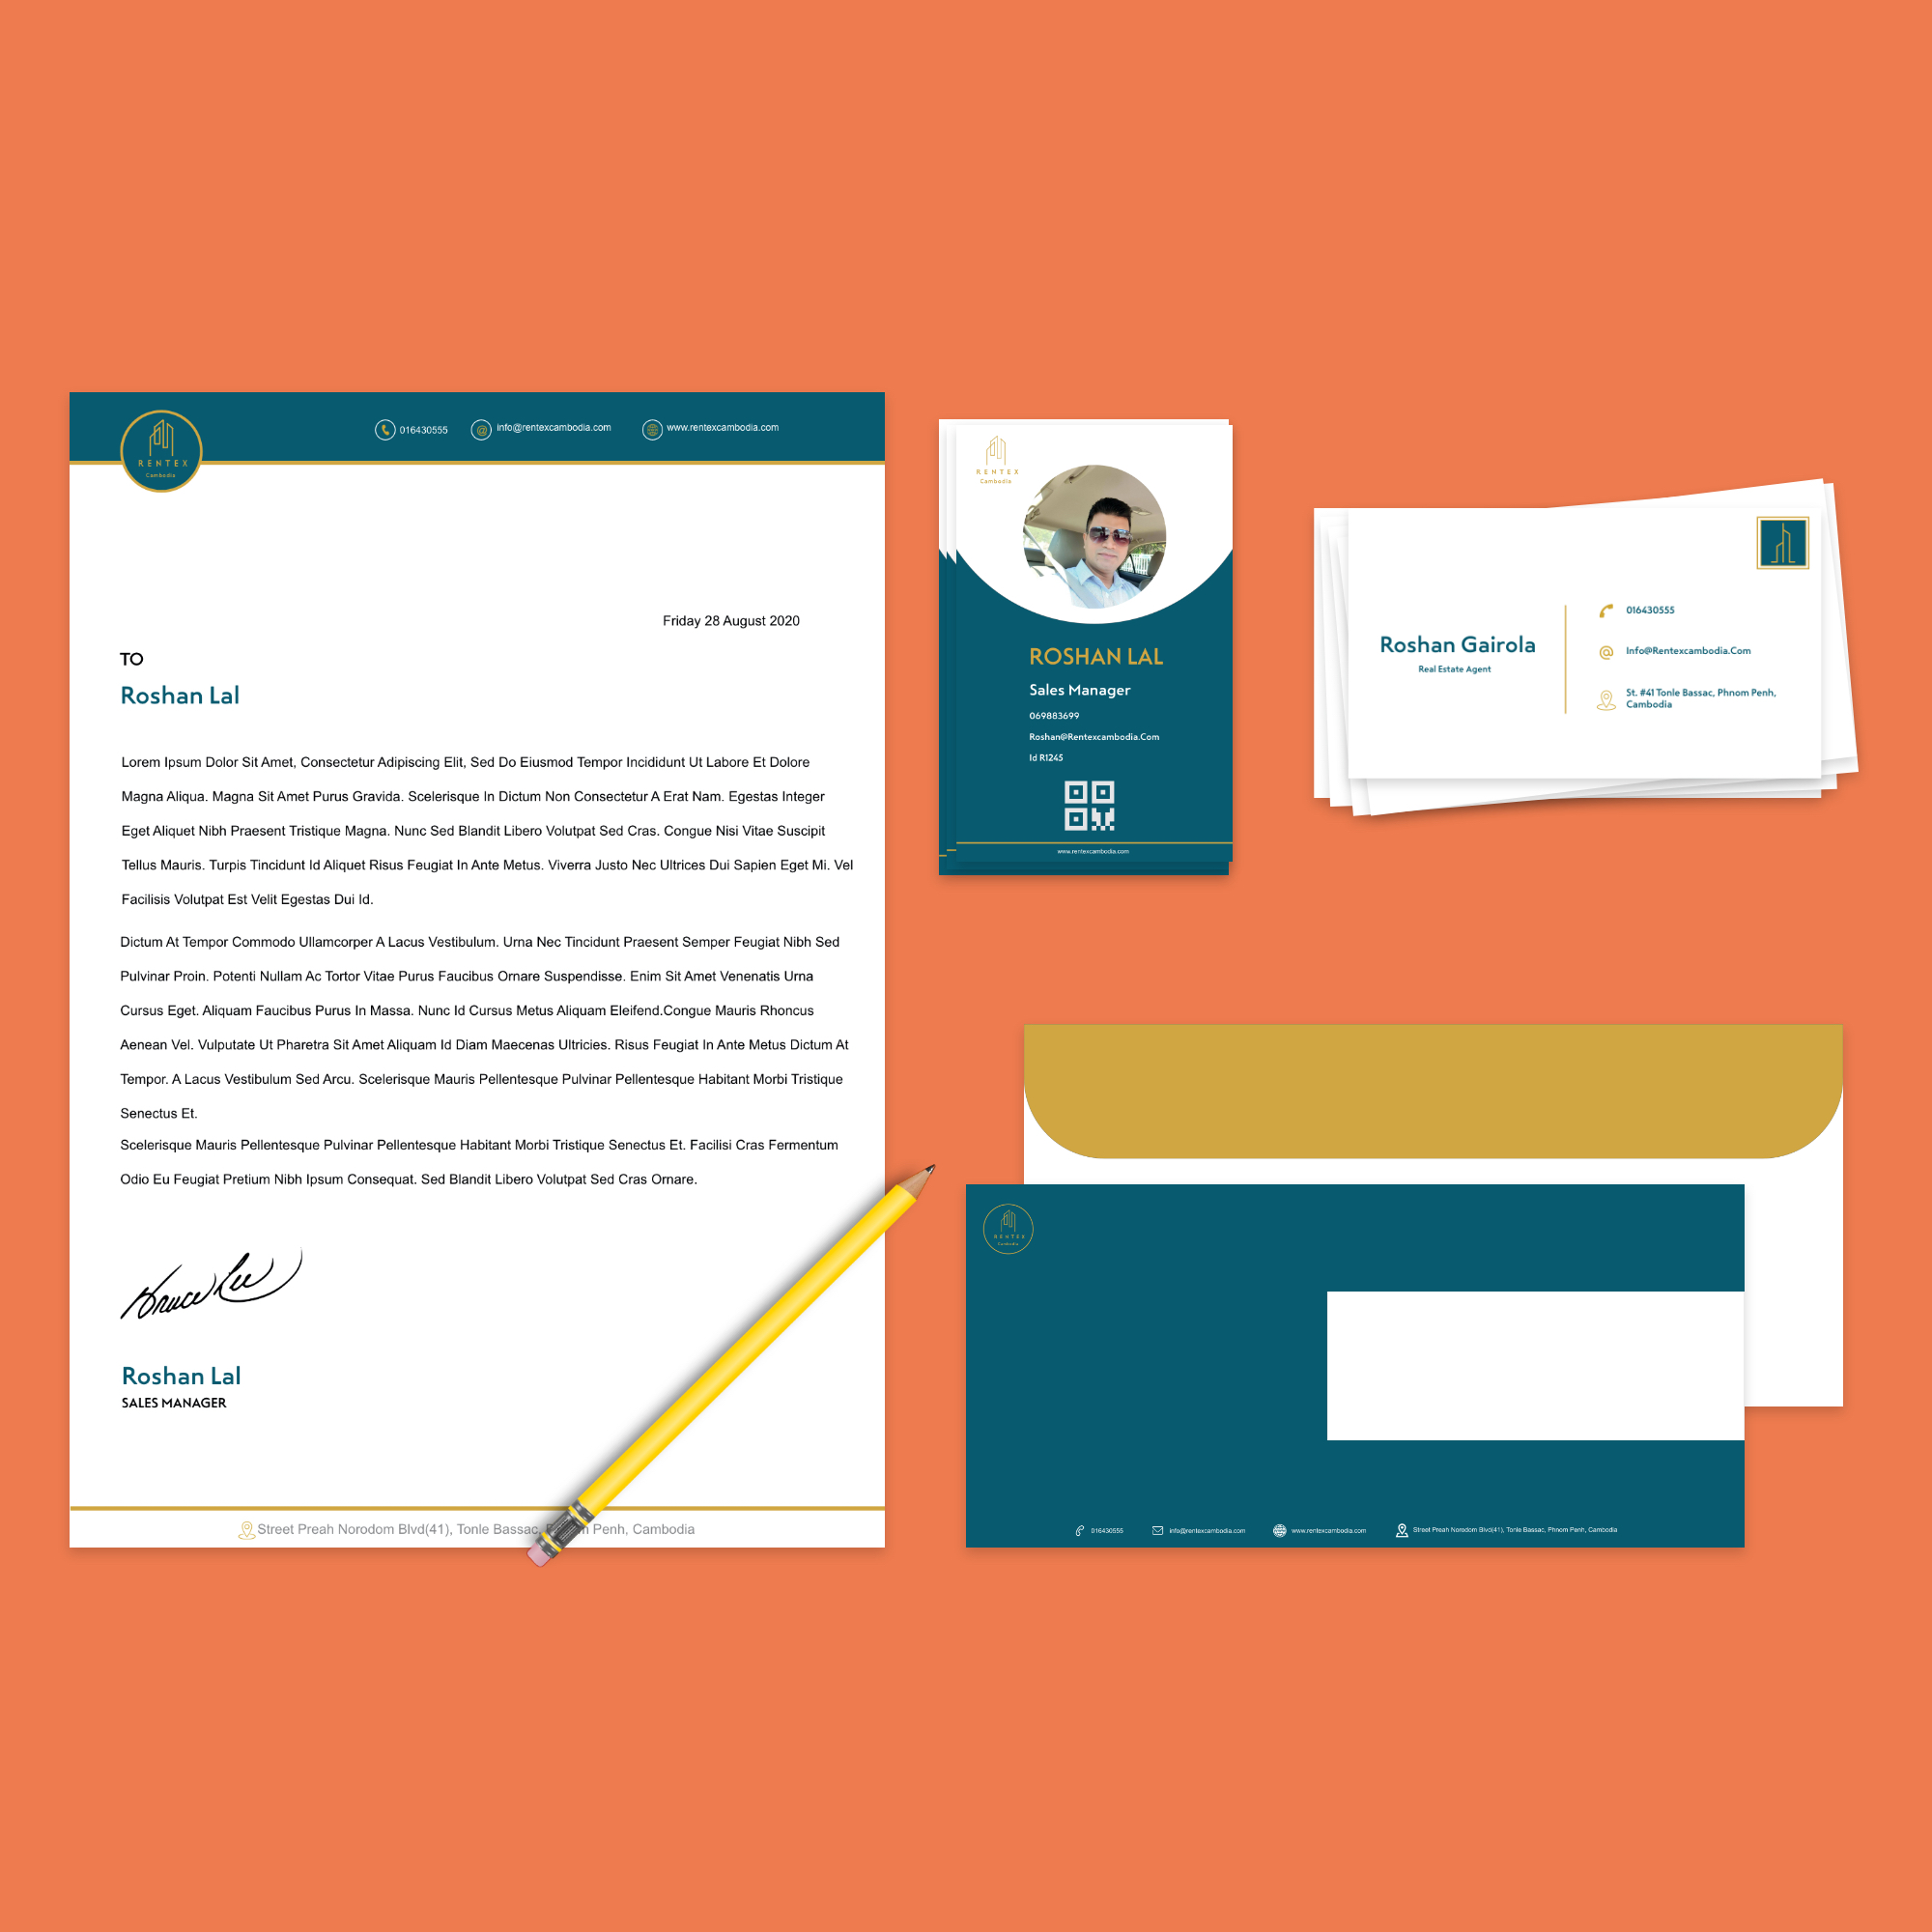 RENTEX
Cambodia
016430555
info@rentexcambodia.com
www.rentexcambodia.com
Friday 28 August 2020
TO
Roshan Lal
Lorem Ipsum Dolor Sit Amet, Consectetur Adipiscing Elit, Sed Do Eiusmod Tempor Incididunt Ut Labore Et Dolore
Magna Aliqua. Magna Sit Amet Purus Gravida. Scelerisque In Dictum Non Consectetur A Erat Nam. Egestas Integer
Eget Aliquet Nibh Praesent Tristique Magna. Nunc Sed Blandit Libero Volutpat Sed Cras. Congue Nisi Vitae Suscipit
Tellus Mauris. Turpis Tincidunt Id Aliquet Risus Feugiat In Ante Metus. Viverra Justo Nec Ultrices Dui Sapien Eget Mi. Vel
Facilisis Volutpat Est Velit Egestas Dui Id.
Dictum At Tempor Commodo Ullamcorper A Lacus Vestibulum. Urna Nec Tincidunt Praesent Semper Feugiat Nibh Sed
Pulvinar Proin. Potenti Nullam Ac Tortor Vitae Purus Faucibus Ornare Suspendisse. Enim Sit Amet Venenatis Urna
Cursus Eget. Aliquam Faucibus Purus In Massa. Nunc Id Cursus Metus Aliquam Eleifend.Congue Mauris Rhoncus
Aenean Vel. Vulputate Ut Pharetra Sit Amet Aliquam Id Diam Maecenas Ultricies. Risus Feugiat In Ante Metus Dictum At
Tempor. A Lacus Vestibulum Sed Arcu. Scelerisque Mauris Pellentesque Pulvinar Pellentesque Habitant Morbi Tristique
Senectus Et.
Scelerisque Mauris Pellentesque Pulvinar Pellentesque Habitant Morbi Tristique Senectus Et. Facilisi Cras Fermentum
Odio Eu Feugiat Pretium Nibh Ipsum Consequat. Sed Blandit Libero Volutpat Sed Cras Ornare.
Bruce Lee
Roshan Lal
SALES MANAGER
Street Preah Norodom Blvd(41), Tonle Bassac, Penh, Cambodia
RENTEX
Cambodia
ROSHAN LAL
Sales Manager
069883699
Roshan@Rentexcambodia.Com
Id R1245
www.rentexcambodia.com
Roshan Gairola
Real Estate Agent
016430555
Info@Rentexcambodia.Com
St. #41 Tonle Bassac, Phnom Penh,
Cambodia
RENTEX
Cambodia
016430555
info@rentexcambodia.com
www.rentexcambodia.com
Street Preah Norodom Blvd(41), Tonle Bassac, Phnom Penh, Cambodia